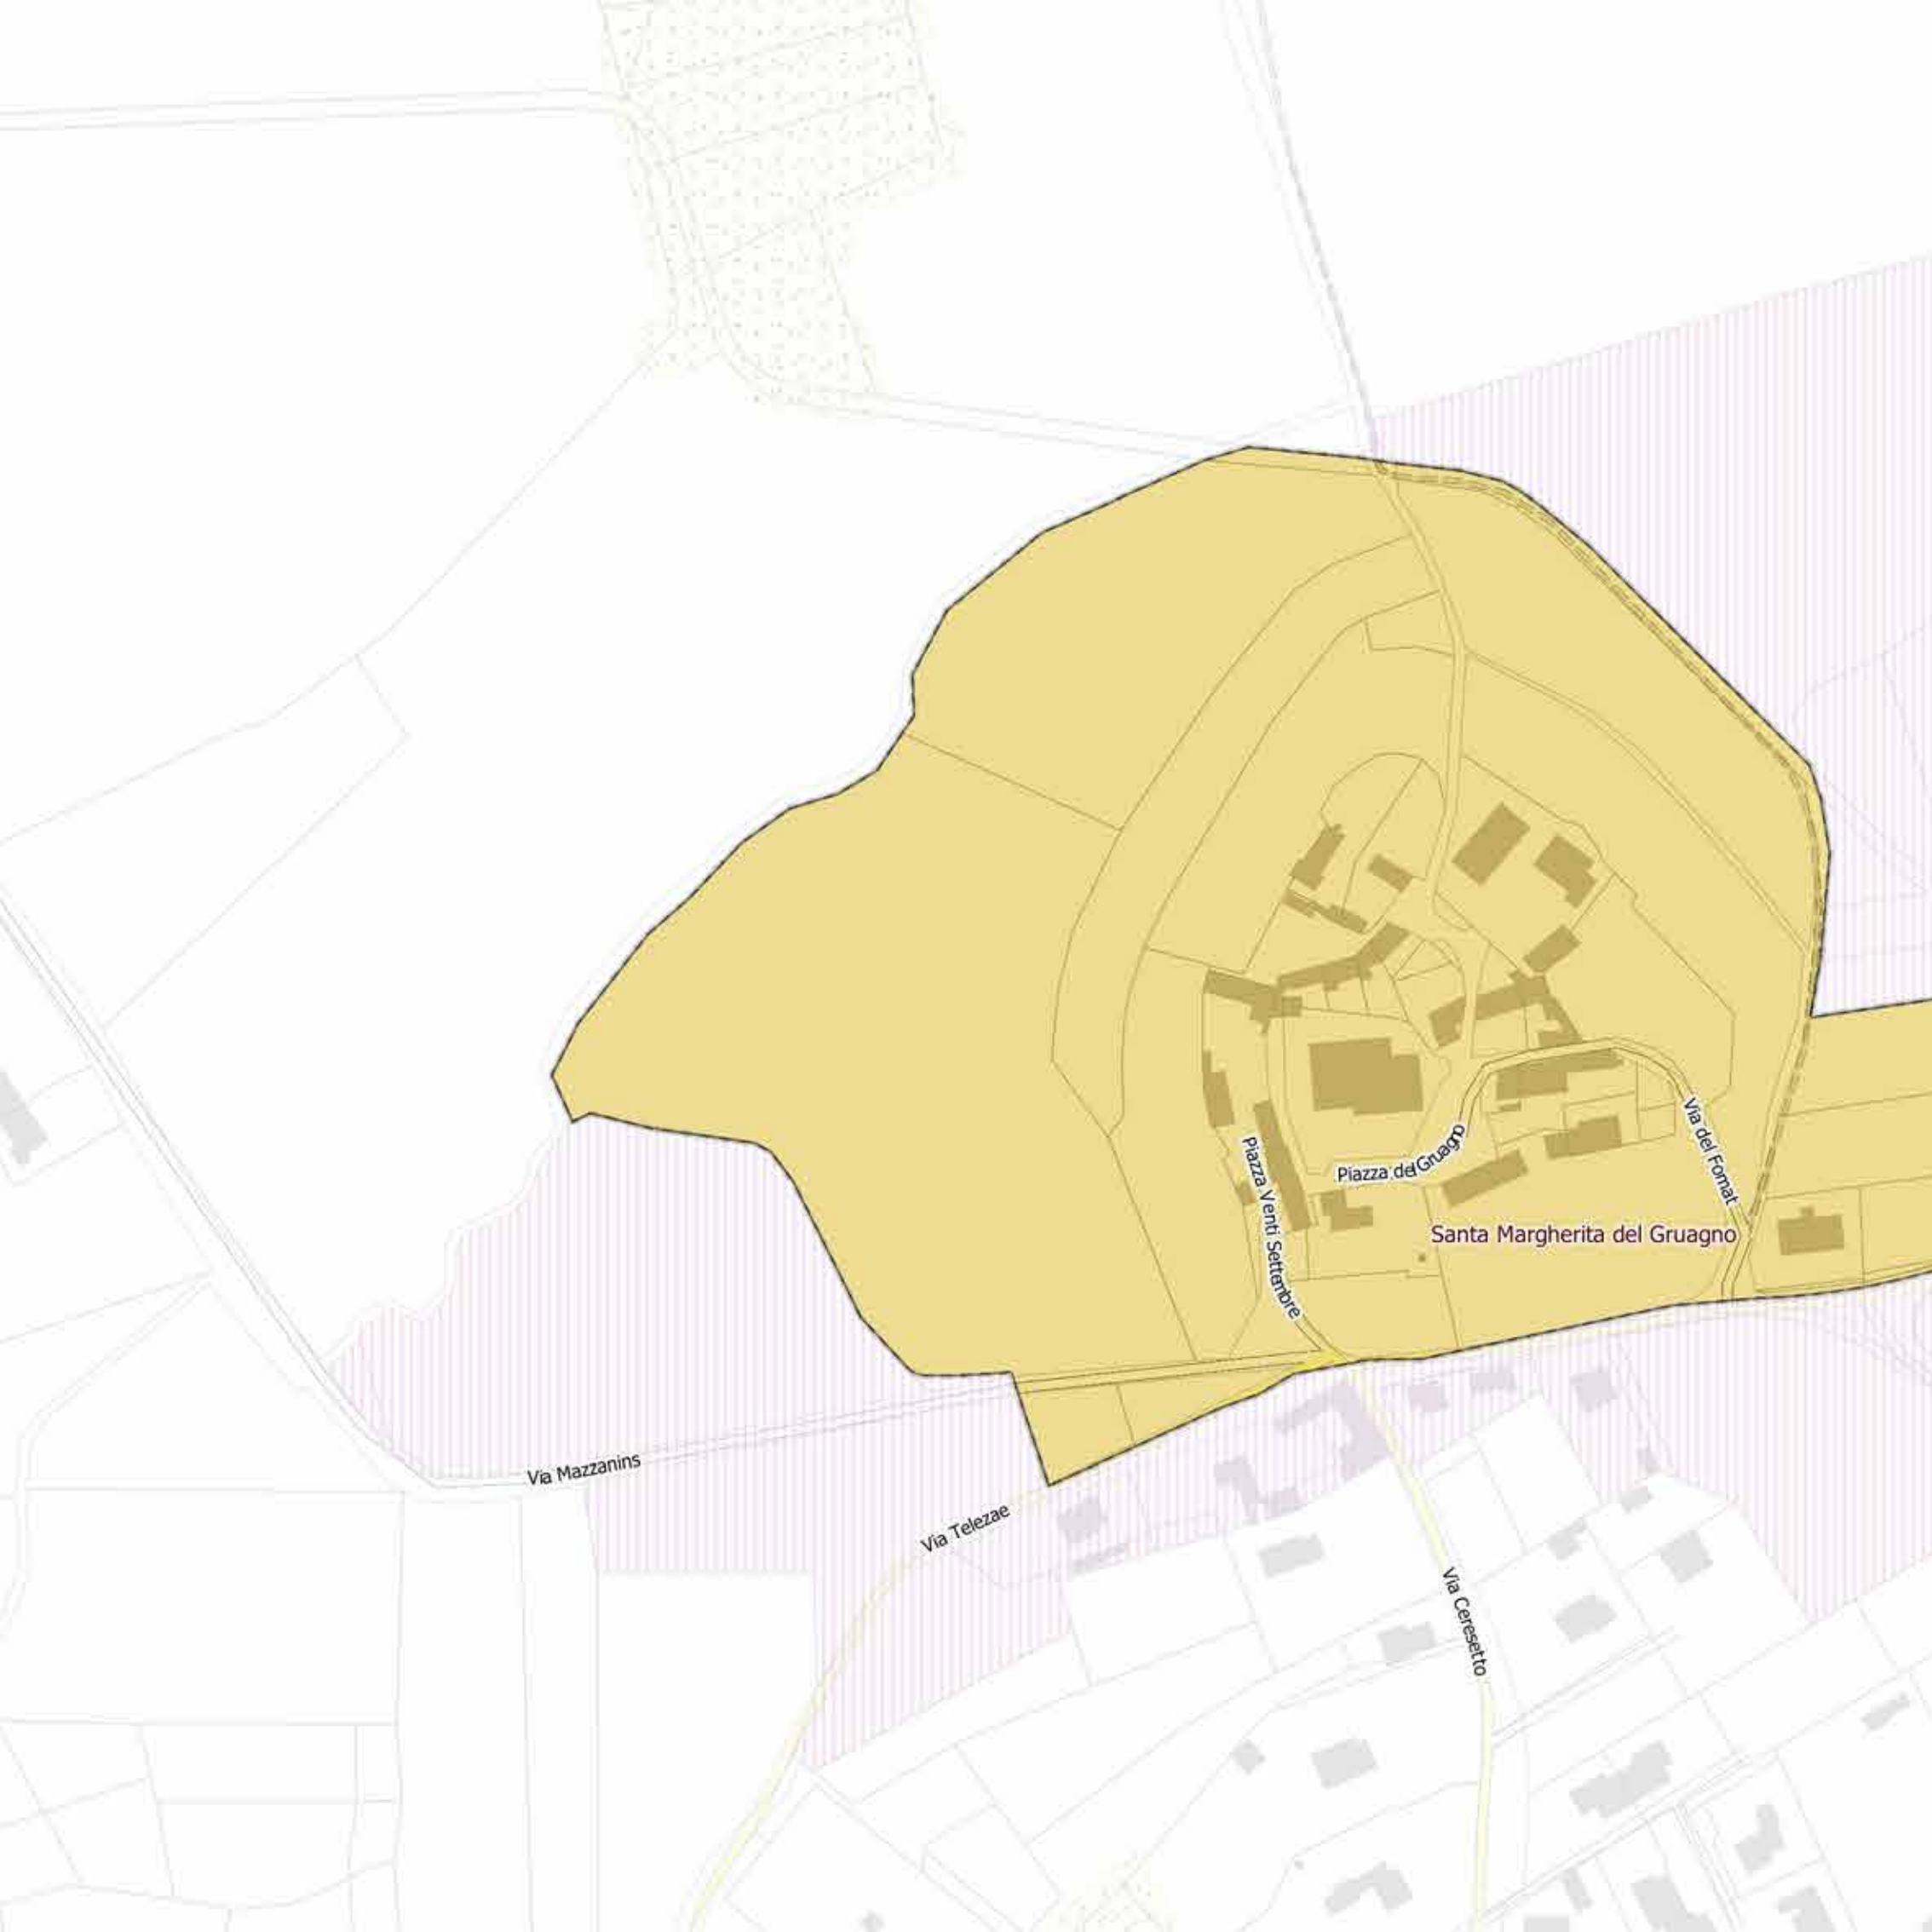 Via del Fornat
Piazza del Gruagno
Piazza Venti Settembre
Santa Margherita del Gruagno
Via Mazzanins
Via Telezae
Via Ceresetto